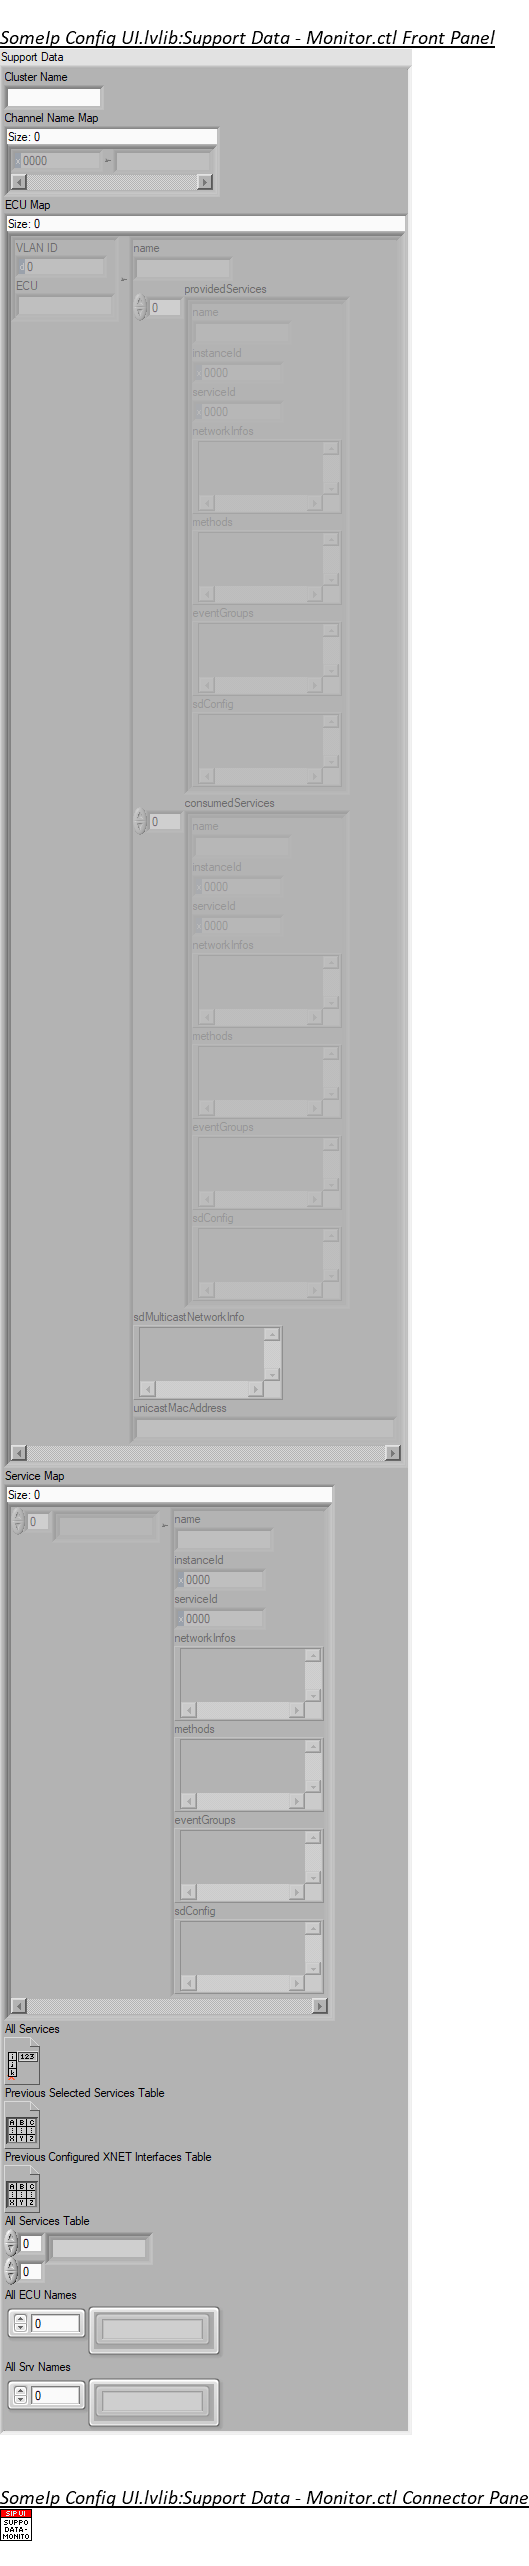 SomeIp Config UI.lvlib:Support Data - Monitor.ctl Front Panel
Support Data
Cluster Name
Channel Name Map
Size: 0
x 0000
ECU Map
Size: 0
VLAN ID
d 0
ECU
name
providedServices
0
name
instanceId
x 0000
serviceId
x 0000
networkInfos
methods
eventGroups
sdConfig
consumedServices
0
name
instanceId
x 0000
serviceId
x 0000
networkInfos
methods
eventGroups
sdConfig
sdMulticastNetworkInfo
unicastMacAddress
Service Map
Size: 0
0
name
instanceId
x 0000
serviceId
x 0000
networkInfos
methods
eventGroups
sdConfig
All Services
i 123
j
k
Previous Selected Services Table
A B C
X Y Z
Previous Configured XNET Interfaces Table
A B C
X Y Z
All Services Table
0
0
All ECU Names
0
All Srv Names
0
SomeIp Config UI.lvlib:Support Data - Monitor.ctl Connector Pane
SIP UI
SUPPO
DATA-
MONITO